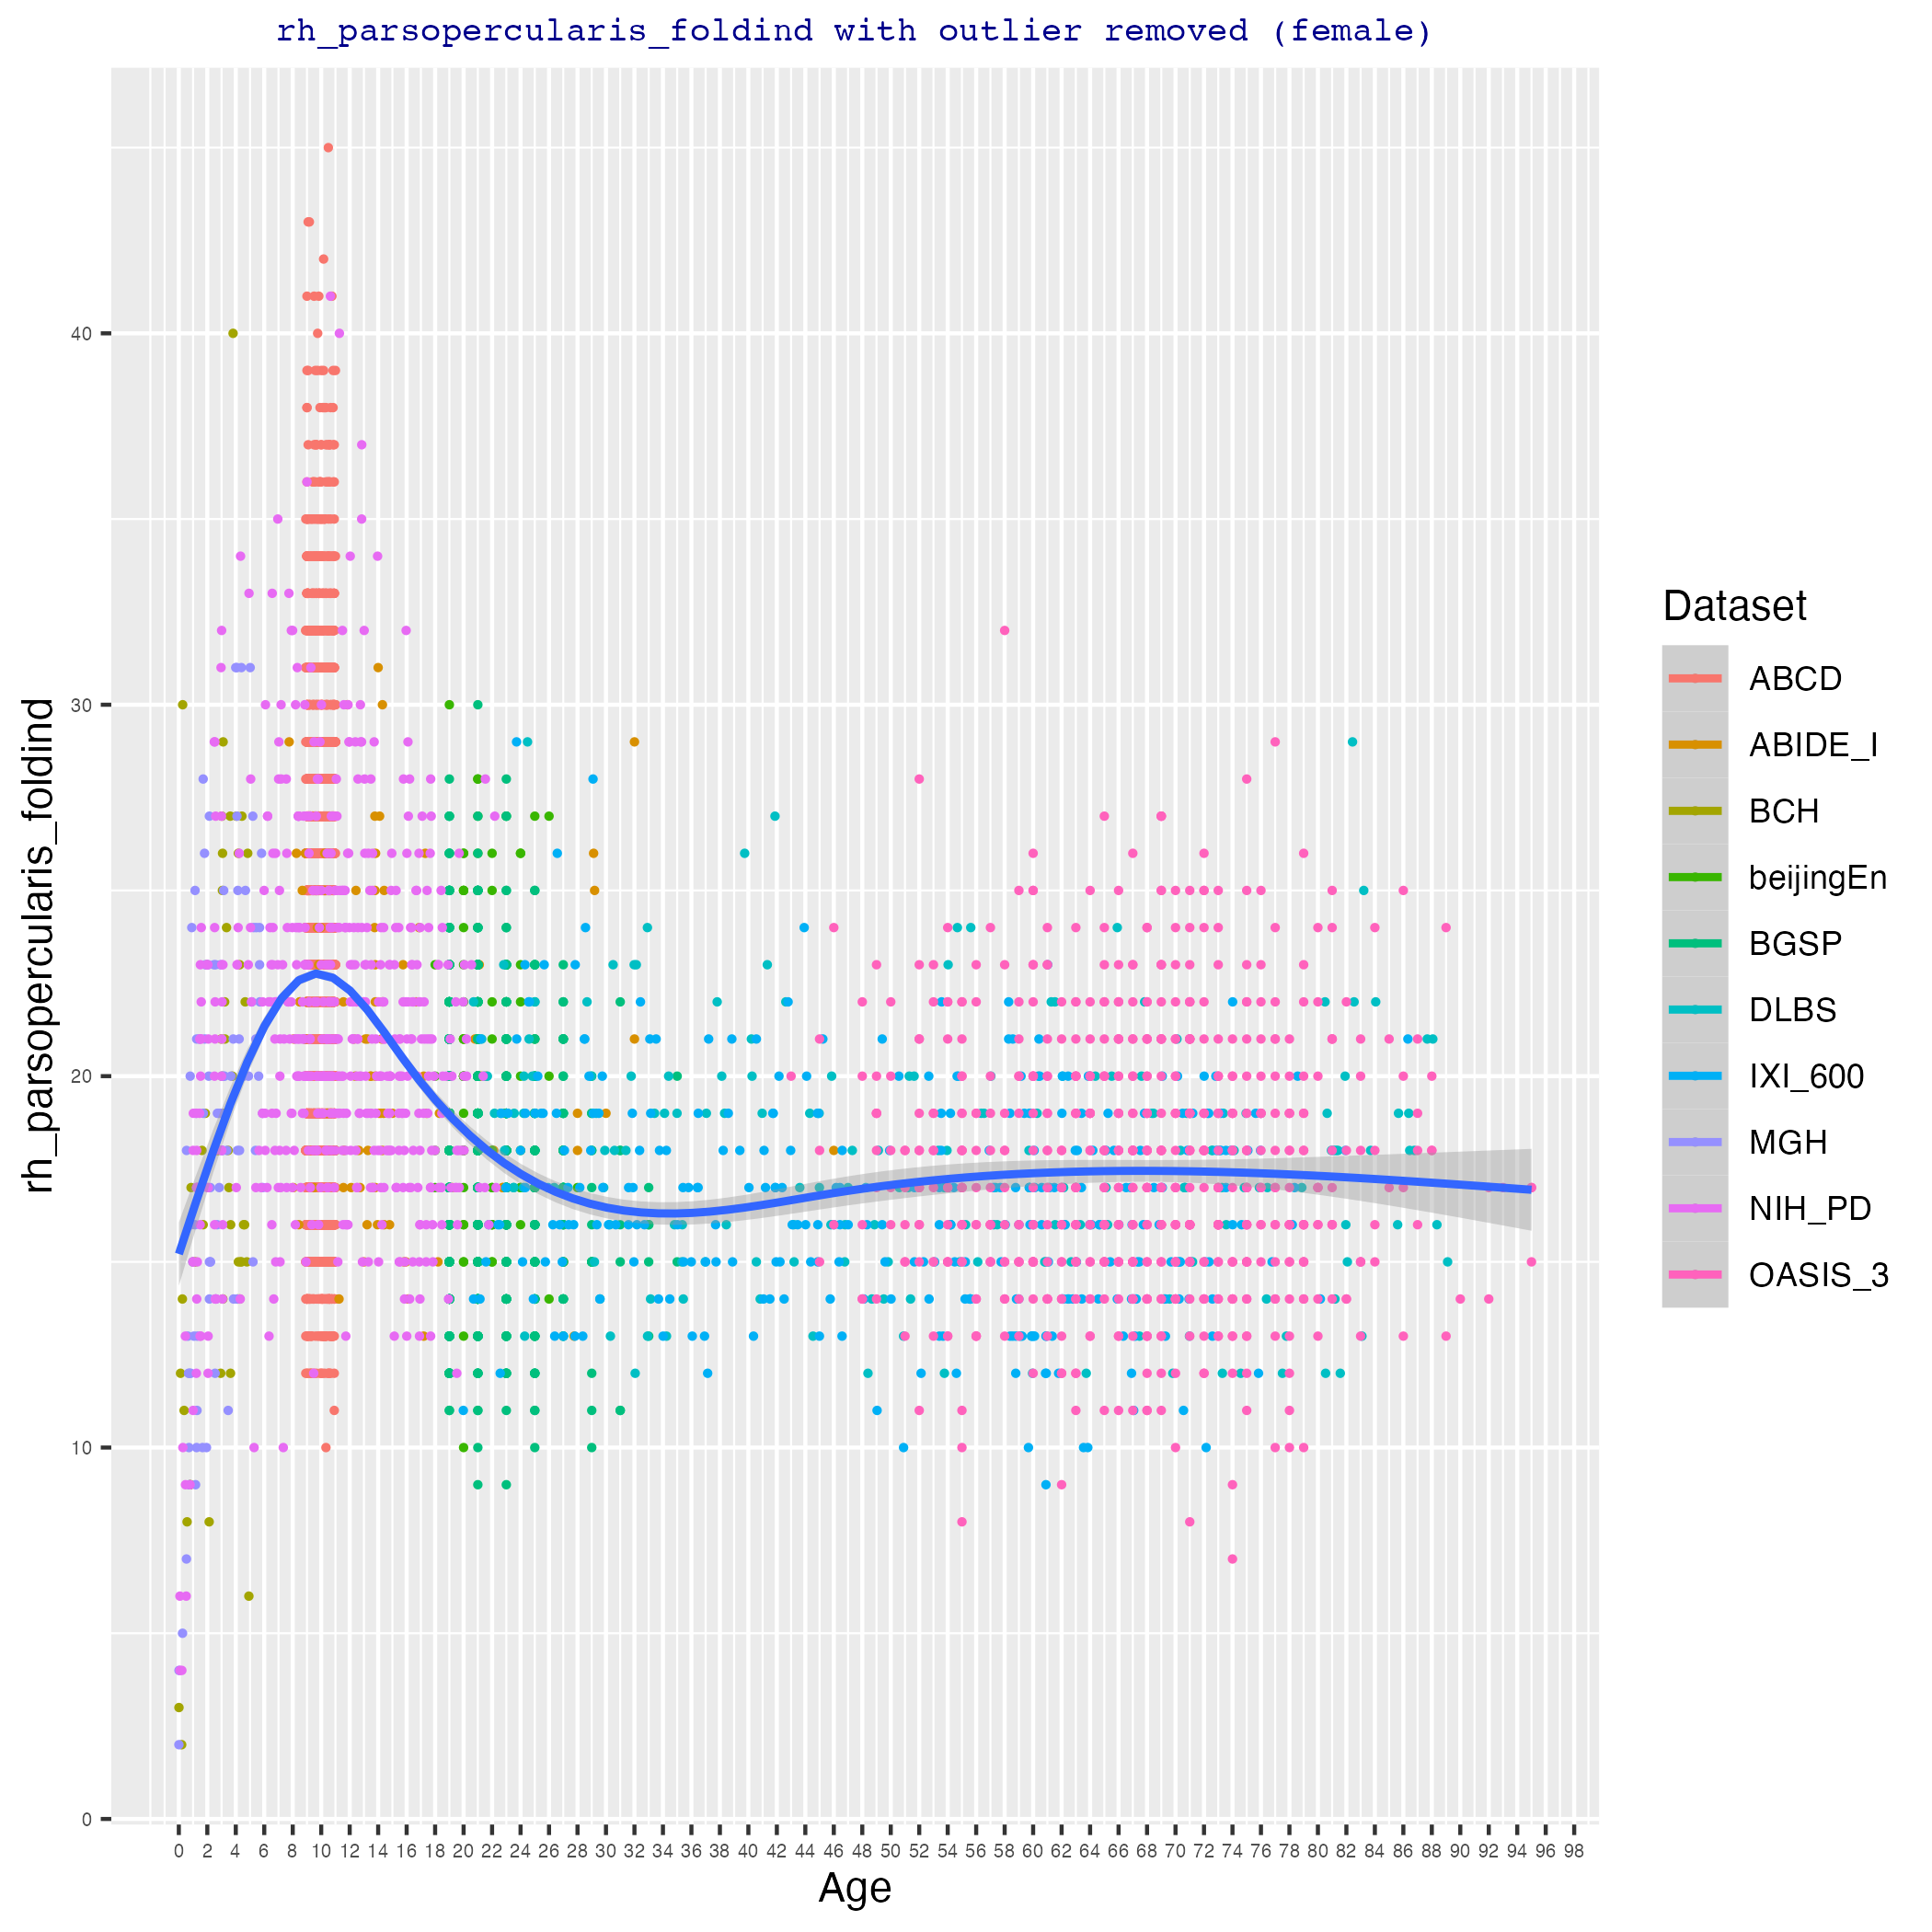 rh_parsopercularis_foldind with outlier removed (female)
rh_parsopercularis_foldind
40
30
20
10
0
0 2 4 6 8 10 12 14 16 18 20 22 24 26 28 30 32 34 36 38 40 42 44 46 48 50 52 54 56 58 60 62 64 66 68 70 72 74 76 78 80 82 84 86 88 90 92 94 96 98
Age
Dataset
ABCD
ABIDE_I
BCH
beijingEn
BGSP
DLBS
IXI_600
MGH
NIH_PD
OASIS_3